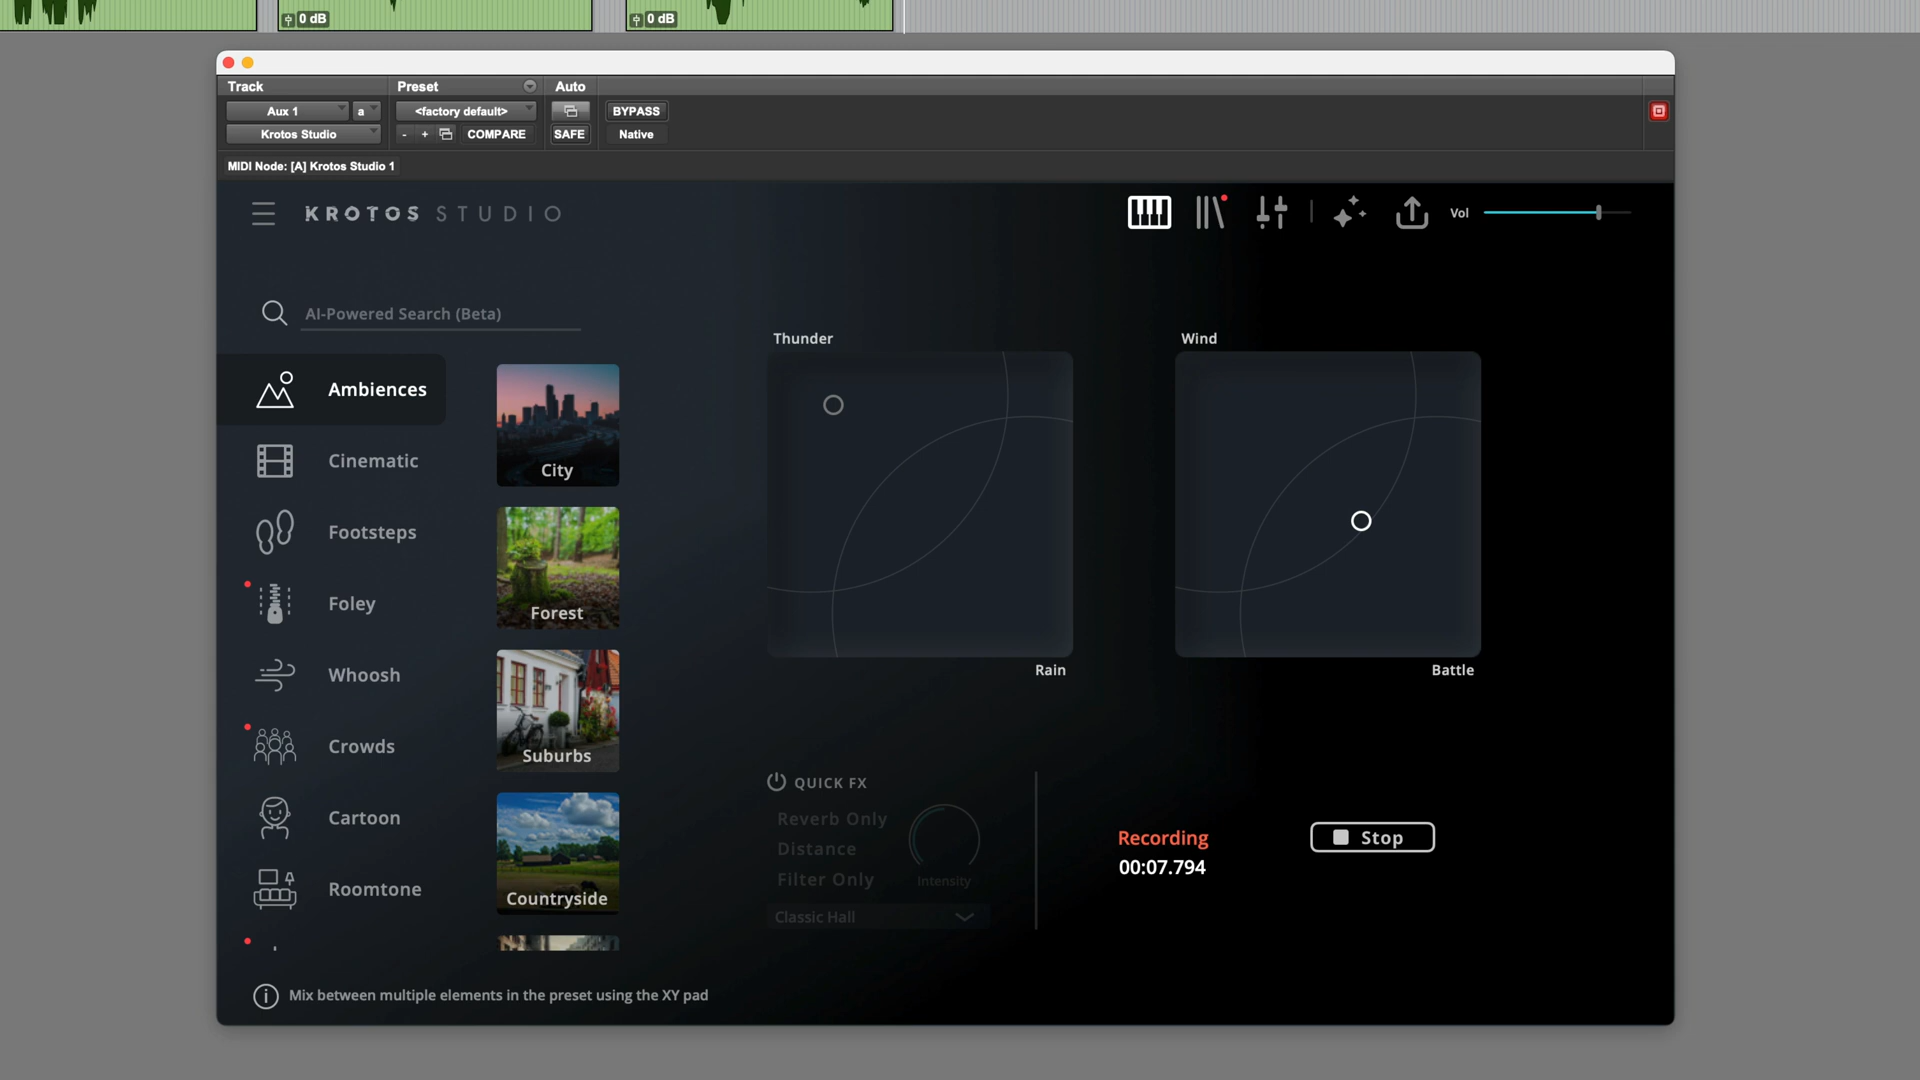 0 dB
0 dB
Track
Preset
Auto
Aux 1
a
<factory default>
BYPASS
Krotos Studio
-
+
COMPARE
SAFE
Native
MIDI Node: [A] Krotos Studio 1
KROTOS STUDIO
Vol
AI-Powered Search (Beta)
Ambiences
Cinematic
Footsteps
Foley
Whoosh
Crowds
Cartoon
Roomtone
City
Forest
Suburbs
Countryside
Thunder
Rain
Wind
Battle
QUICK FX
Reverb Only
Distance
Filter Only
Intensity
Classic Hall
Recording
00:07.794
Stop
Mix between multiple elements in the preset using the XY pad